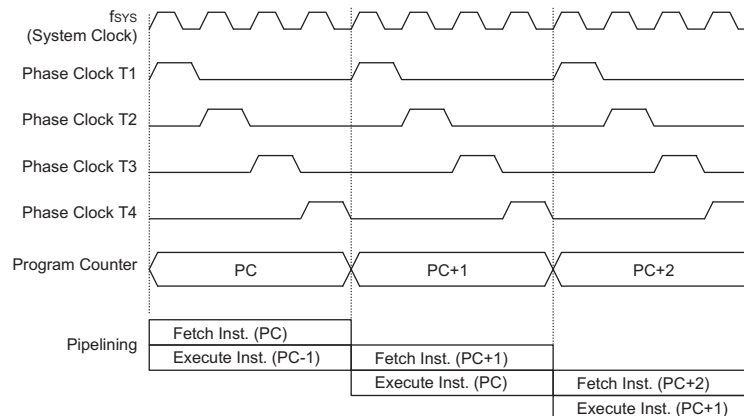 fSYS
(System Clock)
Phase Clock T1
Phase Clock T2
Phase Clock T3
Phase Clock T4
Program Counter
PC
PC+1
PC+2
Pipelining
Fetch Inst. (PC)
Execute Inst. (PC-1)
Fetch Inst. (PC+1)
Execute Inst. (PC)
Fetch Inst. (PC+2)
Execute Inst. (PC+1)